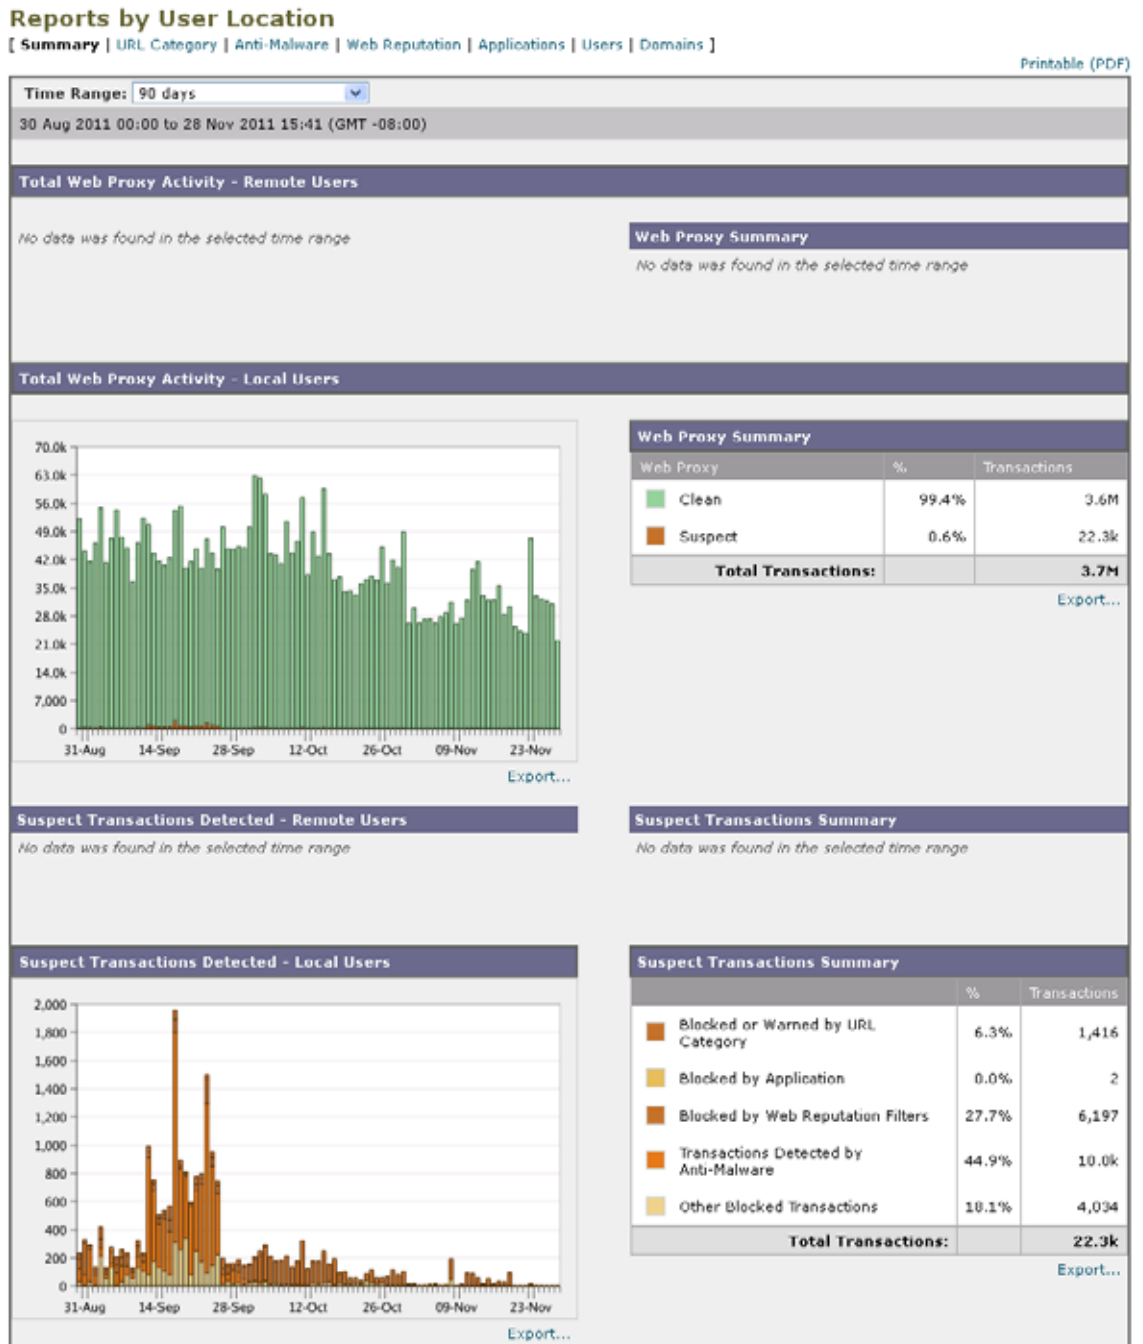 Reports by User Location
[ Summary | URL Category | Anti-Malware | Web Reputation | Applications | Users | Domains ]
Printable (PDF)
Time Range: 90 days
30 Aug 2011 00:00 to 28 Nov 2011 15:41 (GMT -08:00)
Total Web Proxy Activity - Remote Users
No data was found in the selected time range
Web Proxy Summary
No data was found in the selected time range
Total Web Proxy Activity - Local Users
70.0k
63.0k
56.0k
49.0k
42.0k
35.0k
28.0k
21.0k
14.0k
7,000
0
31-Aug 14-Sep 28-Sep 12-Oct 26-Oct 09-Nov 23-Nov
Export...
Web Proxy Summary
Web Proxy % Transactions
Clean 99.4% 3.6M
Suspect 0.6% 22.3k
Total Transactions: 3.7M
Export...
Suspect Transactions Detected - Remote Users
No data was found in the selected time range
Suspect Transactions Summary
No data was found in the selected time range
Suspect Transactions Detected - Local Users
2,000
1,800
1,600
1,400
1,200
1,000
800
600
400
200
0
31-Aug 14-Sep 28-Sep 12-Oct 26-Oct 09-Nov 23-Nov
Export...
Suspect Transactions Summary
% Transactions
Blocked or Warned by URL
Category 6.3% 1,416
Blocked by Application 0.0% 2
Blocked by Web Reputation Filters 27.7% 6,197
Transactions Detected by
Anti-Malware 44.9% 10.0k
Other Blocked Transactions 18.1% 4,034
Total Transactions: 22.3k
Export...